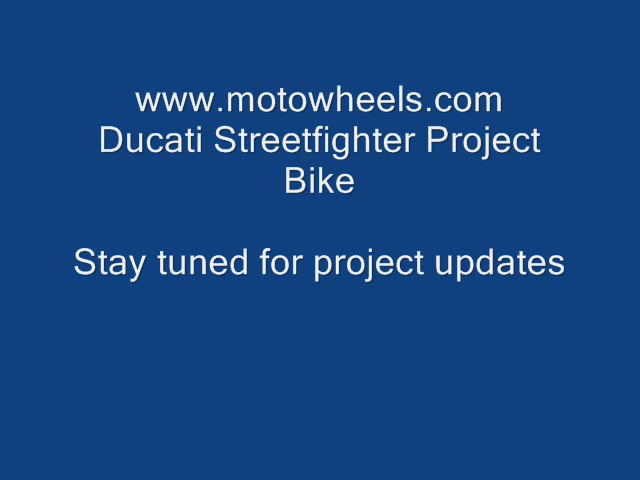 www.motowheels.com
Ducati Streetfighter Project
Bike
Stay tuned for project updates